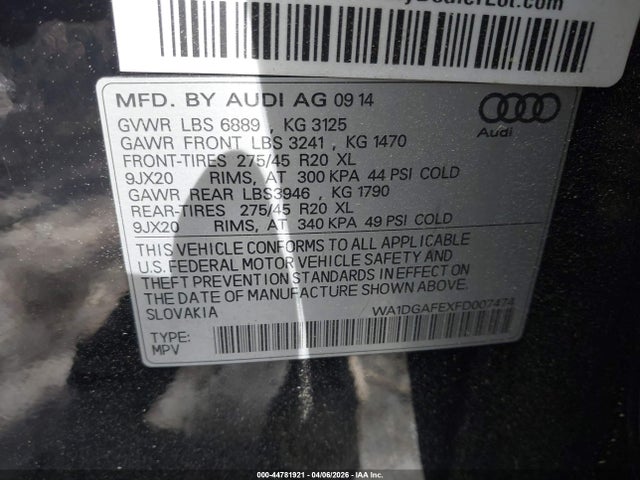 MFD. BY AUDI AG 09 14
GVWR LBS 6889 , KG 3125
GAWR FRONT LBS 3241 , KG 1470
FRONT-TIRES 275/45 R20 XL
9JX20 RIMS, AT 300 KPA 44 PSI COLD
GAWR REAR LBS3946 , KG 1790
REAR-TIRES 275/45 R20 XL
9JX20 RIMS, AT 340 KPA 49 PSI COLD
THIS VEHICLE CONFORMS TO ALL APPLICABLE
U.S. FEDERAL MOTOR VEHICLE SAFETY AND
THEFT PREVENTION STANDARDS IN EFFECT ON
DATE OF MANUFACTURE SHOWN ABOVE.
SLOVAKIA
WA1DGAFEXFD007474
TYPE:
MPV
Audi
000-44781921 - 04/06/2026 - IAA Inc.